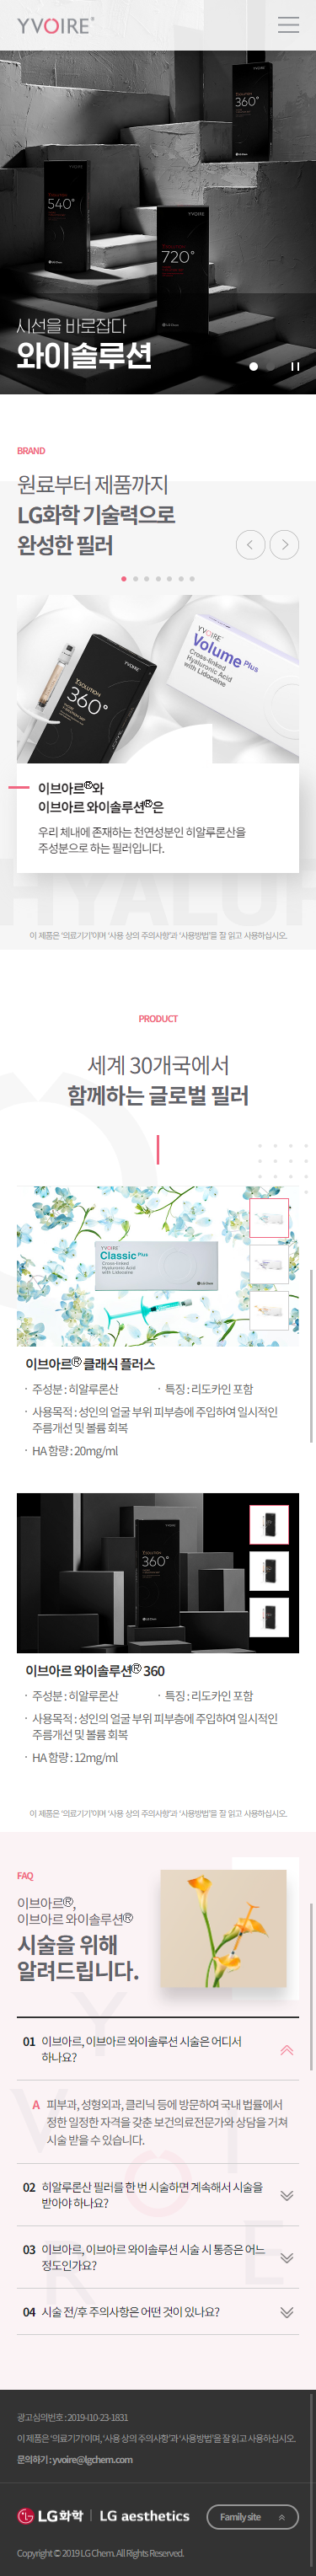 YVOIRE®
360°
YSOLUTION
540°
YVOIRE
YSOLUTION
720°
시선을 바로잡다
와이솔루션
BRAND
원료부터 제품까지
LG화학 기술력으로
완성한 필러
YVOIRE
YSOLUTION
360°
YVOIRE
Volume Plus
Cross-linked
Hyaluronic Acid
with Lidocaine
이브아르®와
이브아르 와이솔루션®은
우리 체내에 존재하는 천연성분인 히알루론산을
주성분으로 하는 필러입니다.
HYALUR
이 제품은 '의료기기'이며 '사용 상의 주의사항'과 '사용방법'을 잘 읽고 사용하십시오.
PRODUCT
세계 30개국에서
함께하는 글로벌 필러
YVOIRE
Classic Plus
Cross-linked
Hyaluronic Acid
with Lidocaine
LG Chem
이브아르® 클래식 플러스
· 주성분 : 히알루론산 · 특징 : 리도카인 포함
· 사용목적 : 성인의 얼굴 부위 피부층에 주입하여 일시적인
주름개선 및 볼륨 회복
· HA 함량 : 20mg/ml
YSOLUTION
360°
LG Chem
이브아르 와이솔루션® 360
· 주성분 : 히알루론산 · 특징 : 리도카인 포함
· 사용목적 : 성인의 얼굴 부위 피부층에 주입하여 일시적인
주름개선 및 볼륨 회복
· HA 함량 : 12mg/ml
이 제품은 '의료기기'이며 '사용 상의 주의사항'과 '사용방법'을 잘 읽고 사용하십시오.
FAQ
이브아르®,
이브아르 와이솔루션®
시술을 위해
알려드립니다.
01 이브아르, 이브아르 와이솔루션 시술은 어디서
하나요?
A 피부과, 성형외과, 클리닉 등에 방문하여 국내 법률에서
정한 일정한 자격을 갖춘 보건의료전문가와 상담을 거쳐
시술 받을 수 있습니다.
02 히알루론산 필러를 한 번 시술하면 계속해서 시술을
받아야 하나요?
03 이브아르, 이브아르 와이솔루션 시술 시 통증은 어느
정도인가요?
04 시술 전/후 주의사항은 어떤 것이 있나요?
광고심의번호 : 2019-I10-23-1831
이 제품은 '의료기기'이며, '사용 상의 주의사항'과 '사용방법'을 잘 읽고 사용하십시오.
문의하기 : yvoire@lgchem.com
LG화학 | LG aesthetics
Family site
Copyright © 2019 LG Chem. All Rights Reserved.